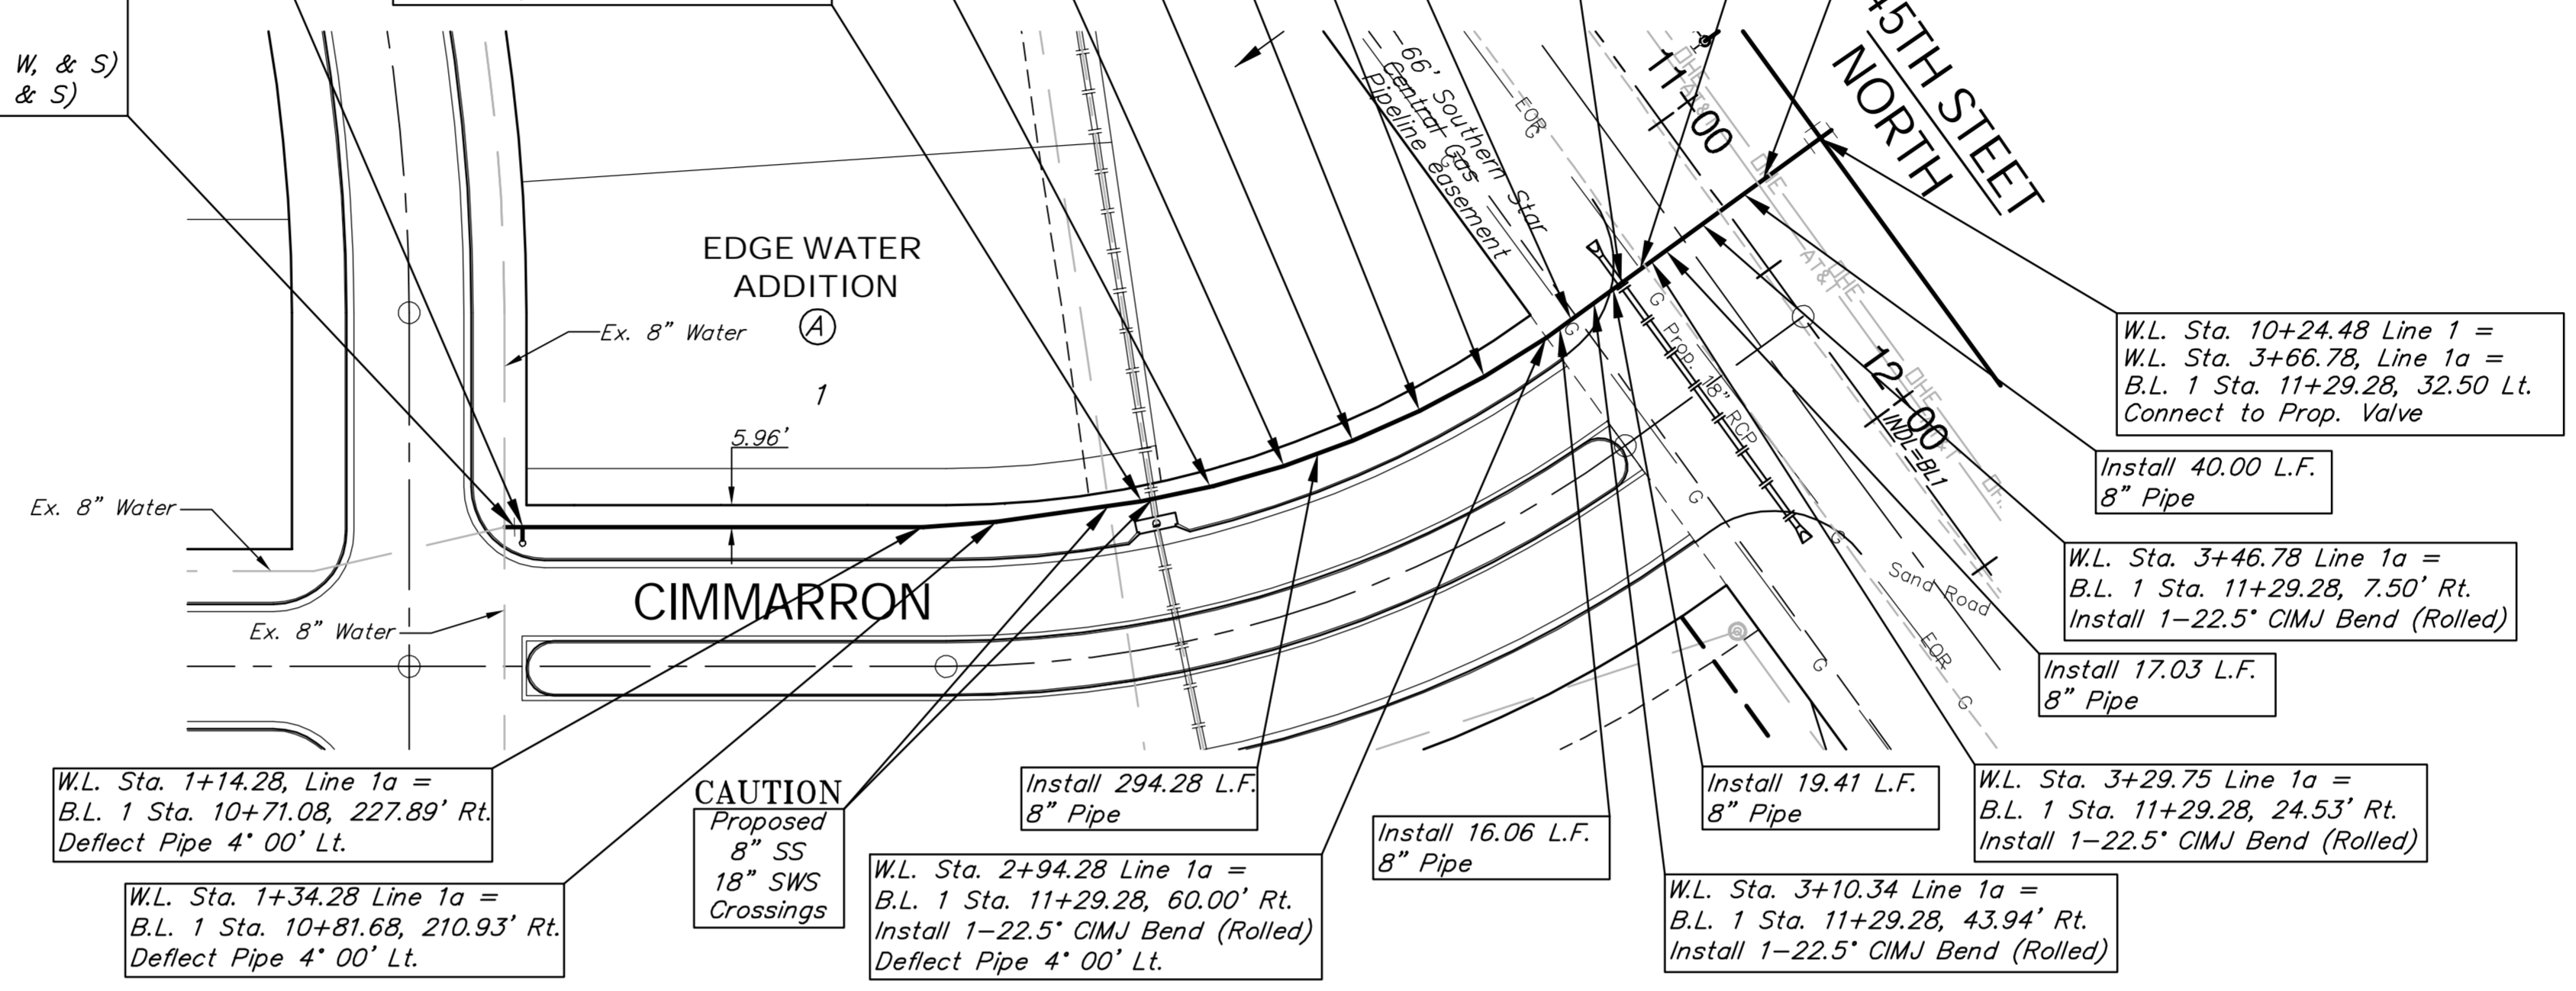 W, & S)
& S)
45TH STEET
NORTH
11+00
66' Southern Star
Central Gas
Pipeline easement
EOR
G
G
OHE
AT&T
OHE
EDGE WATER
ADDITION
A
1
Ex. 8" Water
5.96'
Ex. 8" Water
Ex. 8" Water
CIMMARRON
G
G
Prop. 18" RCP
AT&T
OHE
OHE
12+00
INDL=BL1
G
G
Sand Road
EOR
G
G
W.L. Sta. 10+24.48 Line 1 =
W.L. Sta. 3+66.78, Line 1a =
B.L. 1 Sta. 11+29.28, 32.50 Lt.
Connect to Prop. Valve
Install 40.00 L.F.
8" Pipe
W.L. Sta. 3+46.78 Line 1a =
B.L. 1 Sta. 11+29.28, 7.50' Rt.
Install 1-22.5° CIMJ Bend (Rolled)
Install 17.03 L.F.
8" Pipe
W.L. Sta. 1+14.28, Line 1a =
B.L. 1 Sta. 10+71.08, 227.89' Rt.
Deflect Pipe 4° 00' Lt.
W.L. Sta. 1+34.28 Line 1a =
B.L. 1 Sta. 10+81.68, 210.93' Rt.
Deflect Pipe 4° 00' Lt.
CAUTION
Proposed
8" SS
18" SWS
Crossings
Install 294.28 L.F.
8" Pipe
W.L. Sta. 2+94.28 Line 1a =
B.L. 1 Sta. 11+29.28, 60.00' Rt.
Install 1-22.5° CIMJ Bend (Rolled)
Deflect Pipe 4° 00' Lt.
Install 16.06 L.F.
8" Pipe
Install 19.41 L.F.
8" Pipe
W.L. Sta. 3+29.75 Line 1a =
B.L. 1 Sta. 11+29.28, 24.53' Rt.
Install 1-22.5° CIMJ Bend (Rolled)
W.L. Sta. 3+10.34 Line 1a =
B.L. 1 Sta. 11+29.28, 43.94' Rt.
Install 1-22.5° CIMJ Bend (Rolled)